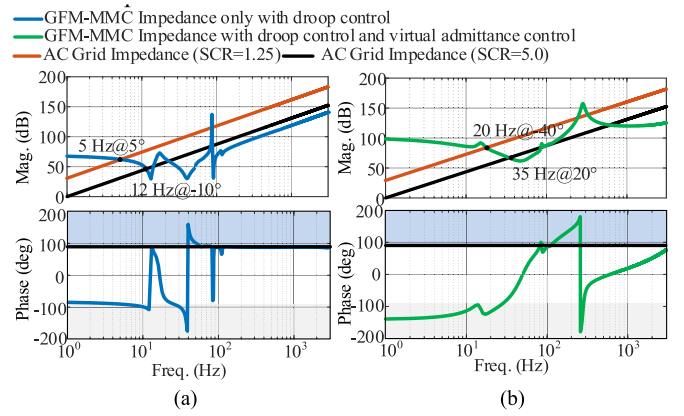 GFM-MMC Impedance only with droop control
GFM-MMC Impedance with droop control and virtual admittance control
AC Grid Impedance (SCR=1.25) AC Grid Impedance (SCR=5.0)
200
150
100
50
0
Mag. (dB)
5 Hz@5°
12 Hz@-10°
200
100
0
-100
-200
Phase (deg)
10^0 10^1 10^2 10^3
Freq. (Hz)
(a)
200
150
100
50
0
Mag. (dB)
20 Hz@-40°
35 Hz@20°
200
100
0
-100
-200
Phase (deg)
10^0 10^1 10^2 10^3
Freq. (Hz)
(b)